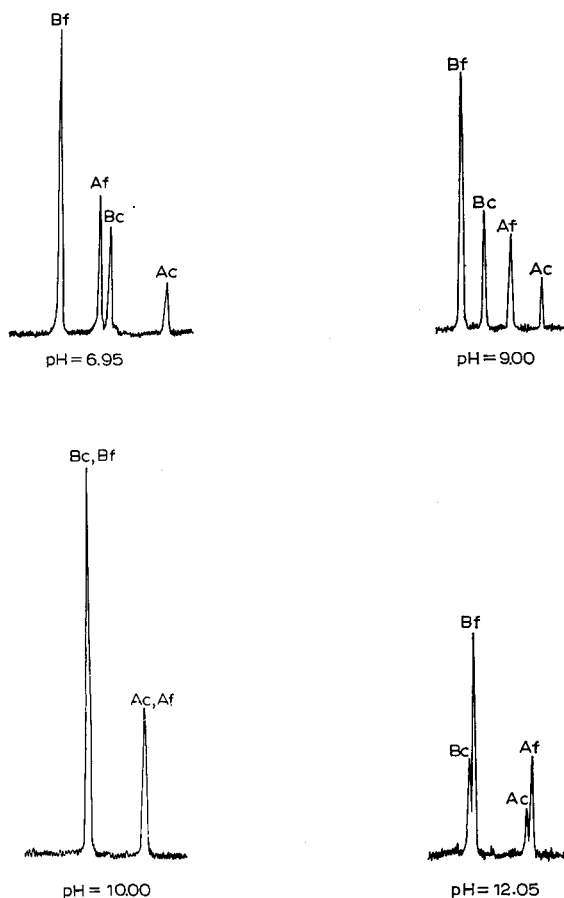 Bf
Af
Bc
Ac
pH = 6.95
Bf
Bc
Af
Ac
pH = 9.00
Bc, Bf
Ac, Af
pH = 10.00
Bf
Bc
Af
Ac
pH = 12.05